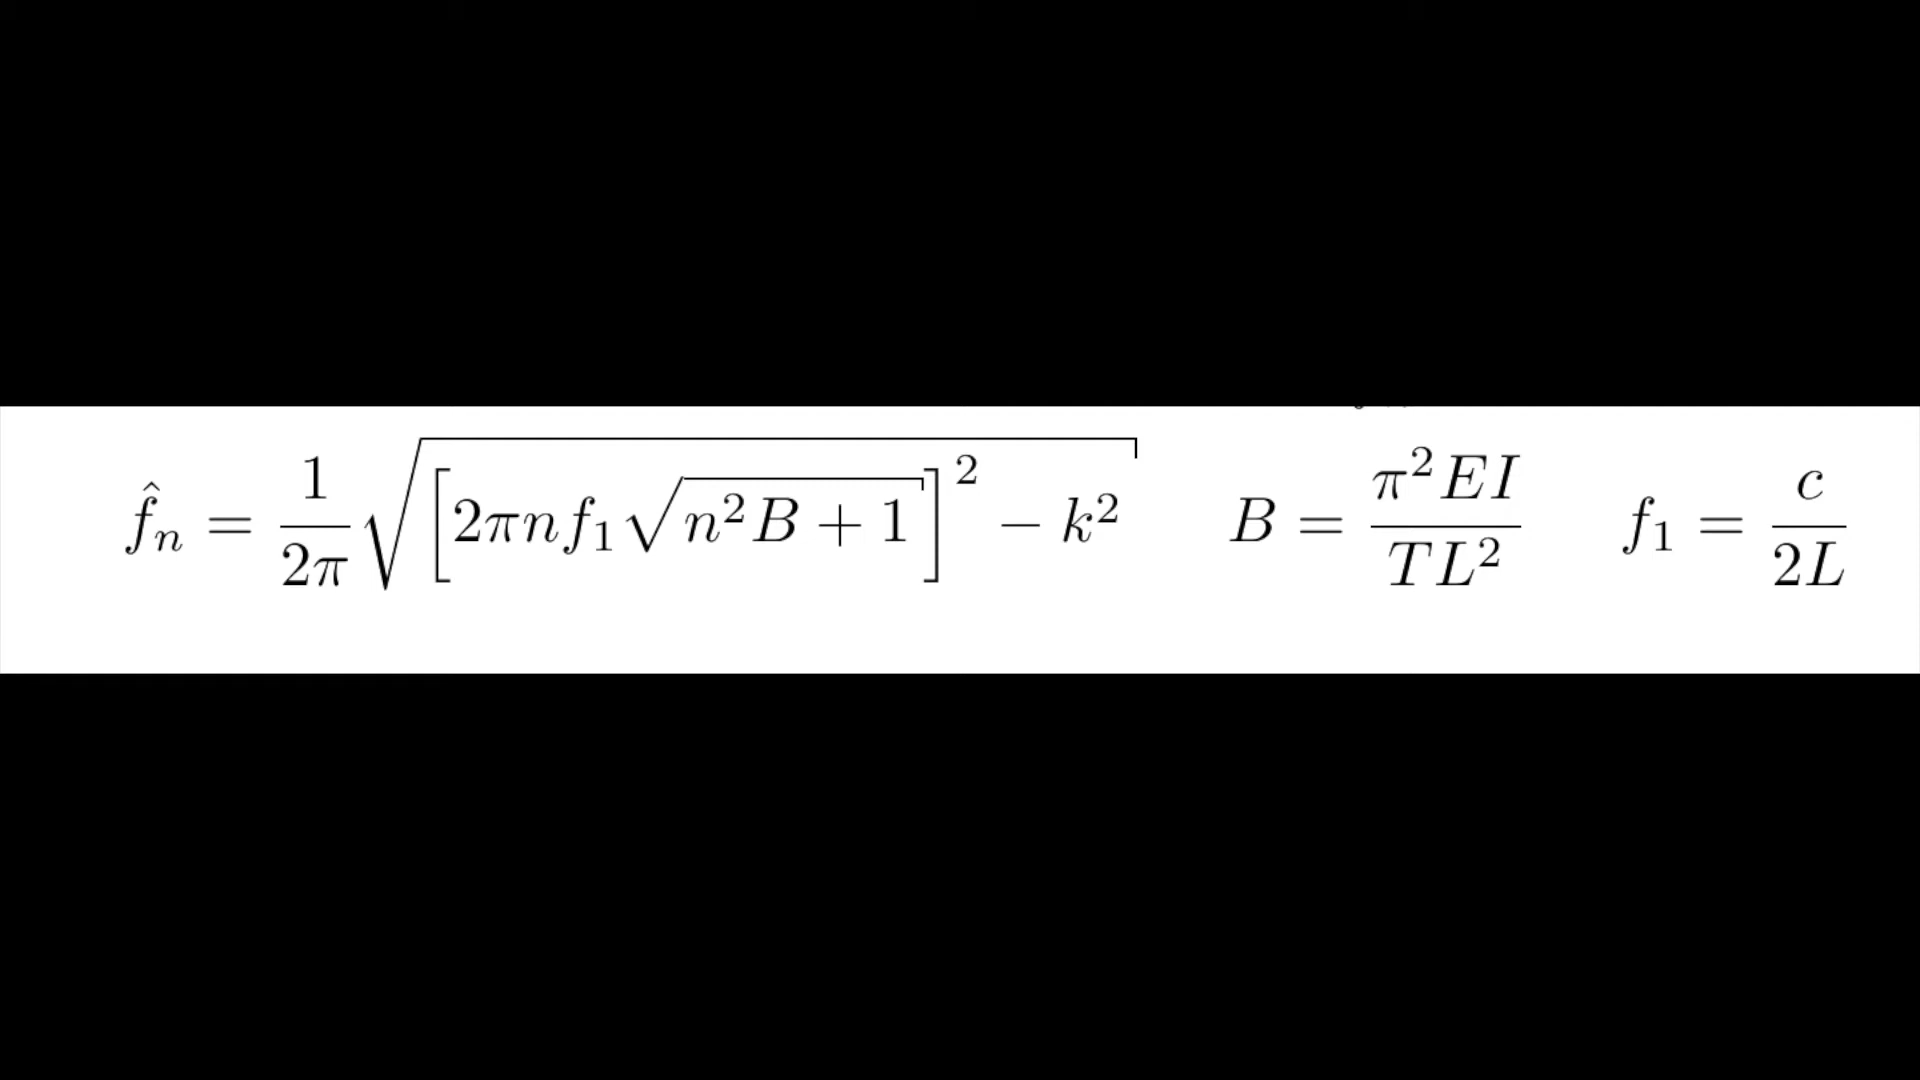 f̂ₙ = 1/2π √([2πnf₁√(n²B + 1)]² − k²)   B = π²EI/TL²   f₁ = c/2L